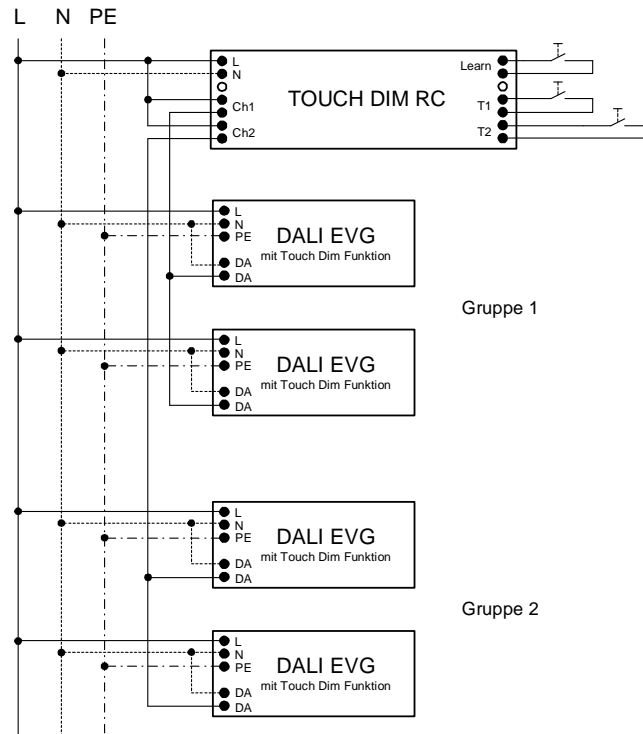 L N PE
L
N
Ch1
Ch2
TOUCH DIM RC
Learn
T1
T2
L
N
PE
DA
DA
DALI EVG
mit Touch Dim Funktion
Gruppe 1
L
N
PE
DA
DA
DALI EVG
mit Touch Dim Funktion
L
N
PE
DA
DA
DALI EVG
mit Touch Dim Funktion
Gruppe 2
L
N
PE
DA
DA
DALI EVG
mit Touch Dim Funktion